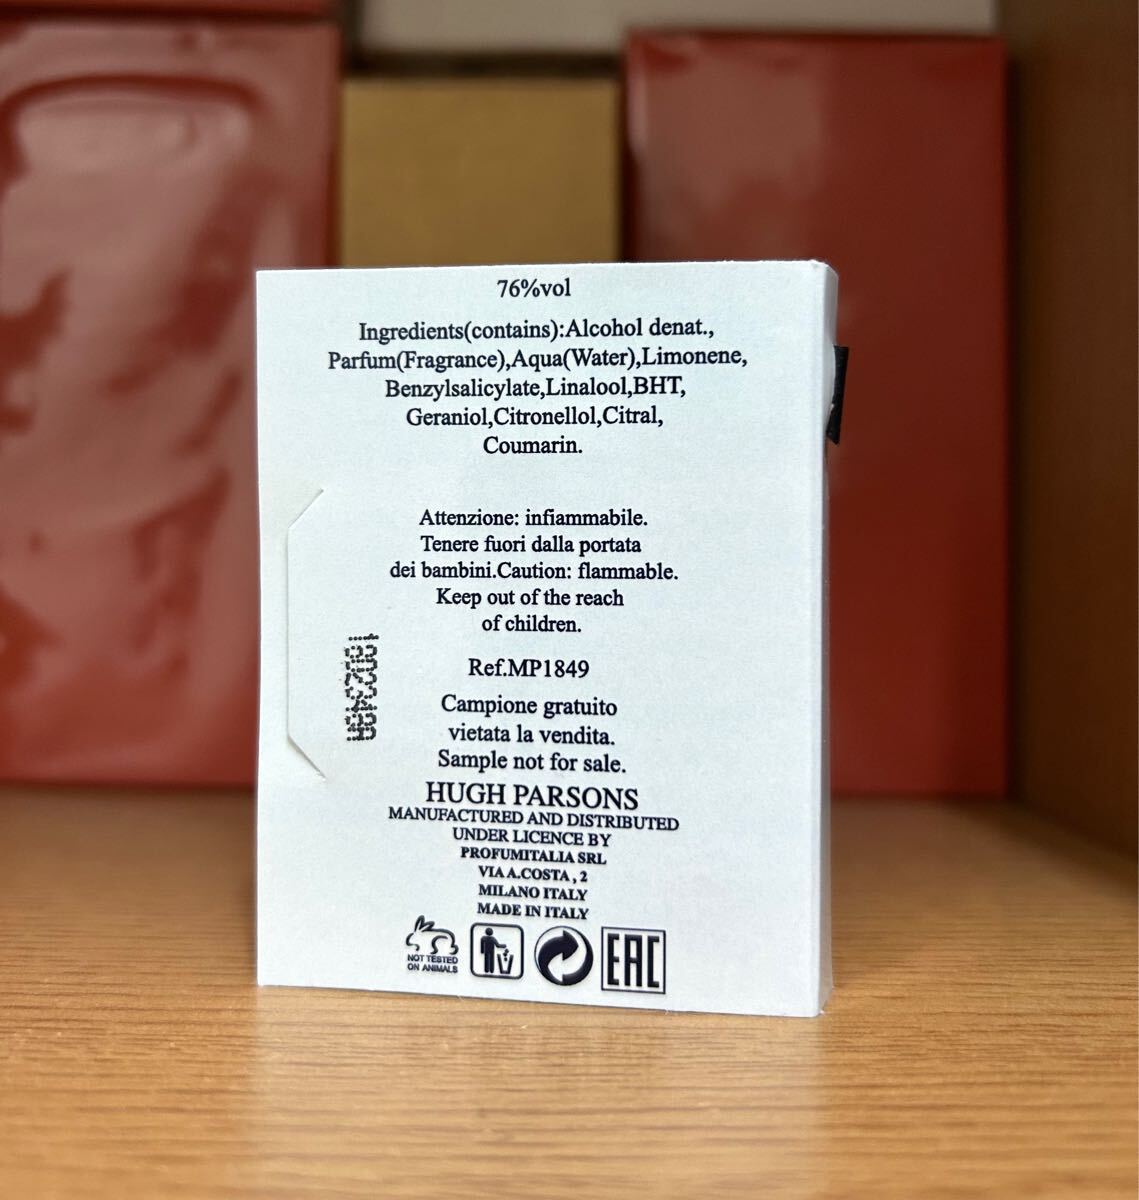 76%vol
Ingredients(contains):Alcohol denat.,
Parfum(Fragrance),Aqua(Water),Limonene,
Benzylsalicylate,Linalool,BHT,
Geraniol,Citronellol,Citral,
Coumarin.
Attenzione: infiammabile.
Tenere fuori dalla portata
dei bambini.Caution: flammable.
Keep out of the reach
of children.
Ref.MP1849
Campione gratuito
vietata la vendita.
Sample not for sale.
HUGH PARSONS
MANUFACTURED AND DISTRIBUTED
UNDER LICENCE BY
PROFUMITALIA SRL
VIA A.COSTA , 2
MILANO ITALY
MADE IN ITALY
NOT TESTED
ON ANIMALS
EAC